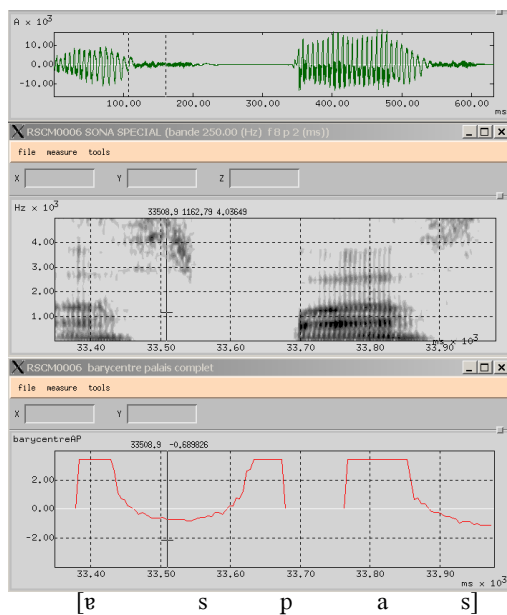 A × 10³
10.00
0.00
-10.00
100.00 200.00 300.00 400.00 500.00 600.00
ms
RSCM0006 SONA SPECIAL (bande 250.00 (Hz) f 8 p 2 (ms))
file measure tools
X Y Z
Hz × 10³
33508.9 1162.79 4.03649
4.00
3.00
2.00
1.00
ms × 10³
33.40 33.50 33.60 33.70 33.80 33.90
RSCM0006 barycentre palais complet
file measure tools
X Y
barycentreAP
33508.9 -0.689826
2.00
0.00
-2.00
33.40 33.50 33.60 33.70 33.80 33.90
ms × 10³
[ɐ s p a s]